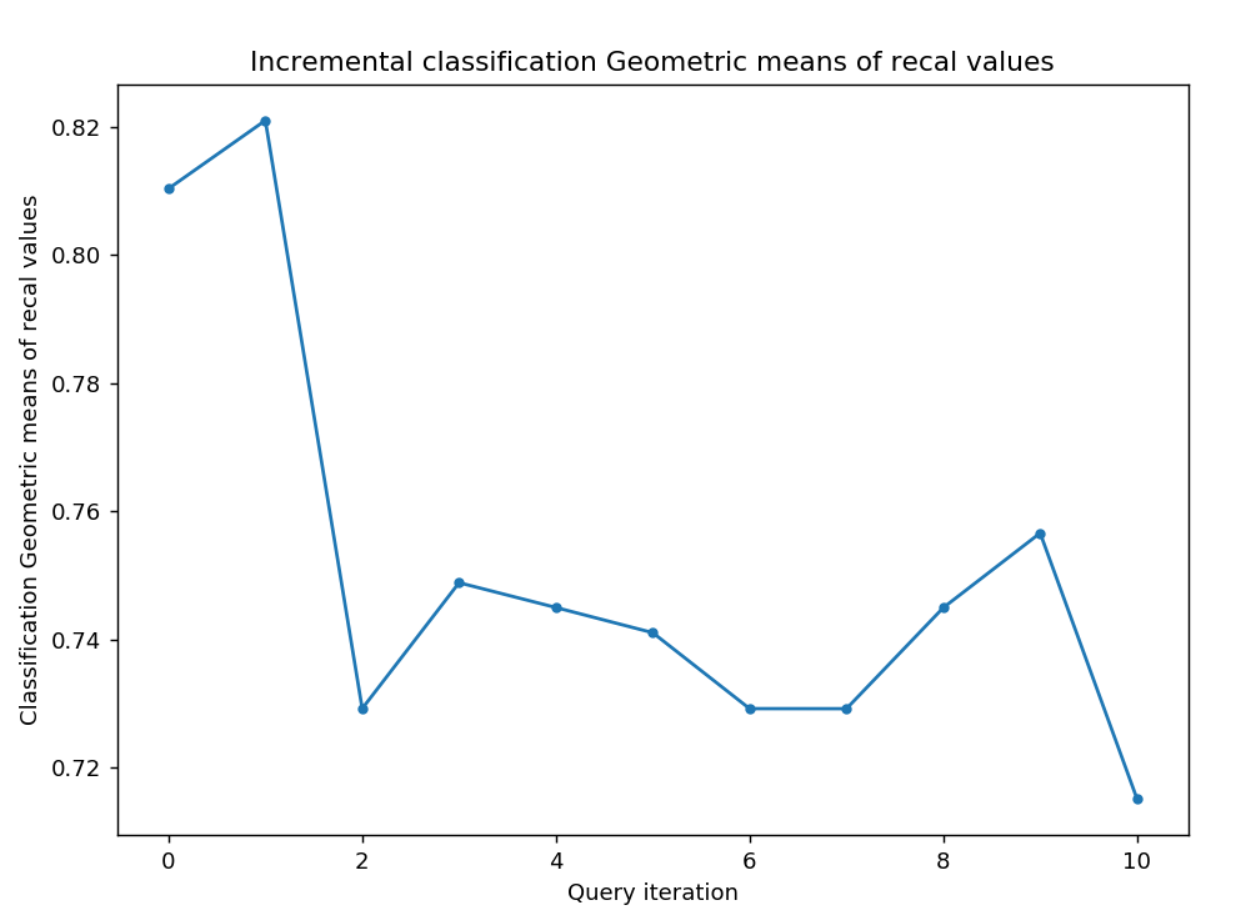 Incremental classification Geometric means of recal values
Classification Geometric means of recal values
0.82
0.80
0.78
0.76
0.74
0.72
0 2 4 6 8 10
Query iteration